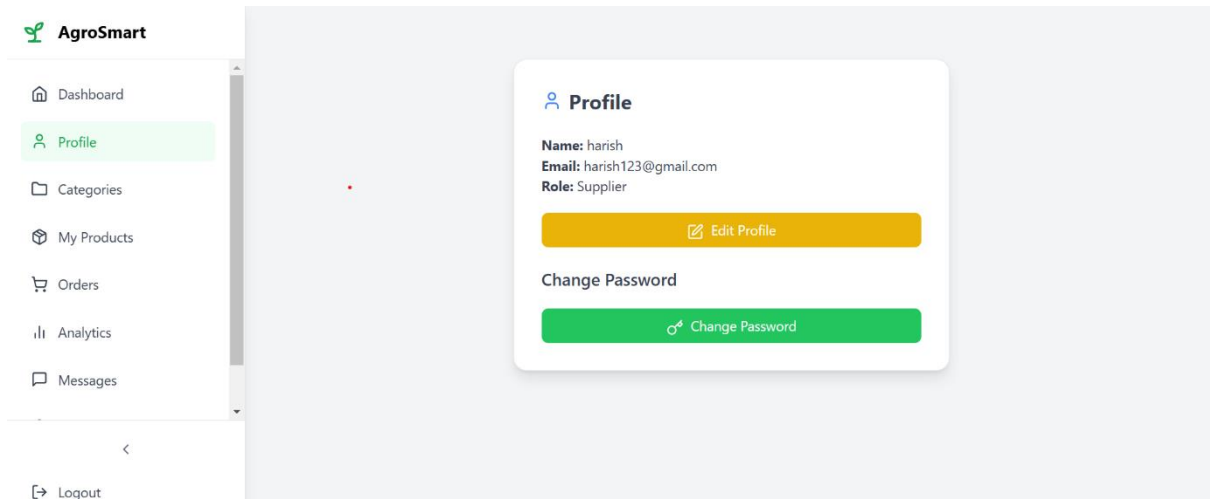 AgroSmart
Dashboard
Profile
Categories
My Products
Orders
Analytics
Messages
Logout
Profile
Name: harish
Email: harish123@gmail.com
Role: Supplier
Edit Profile
Change Password
Change Password